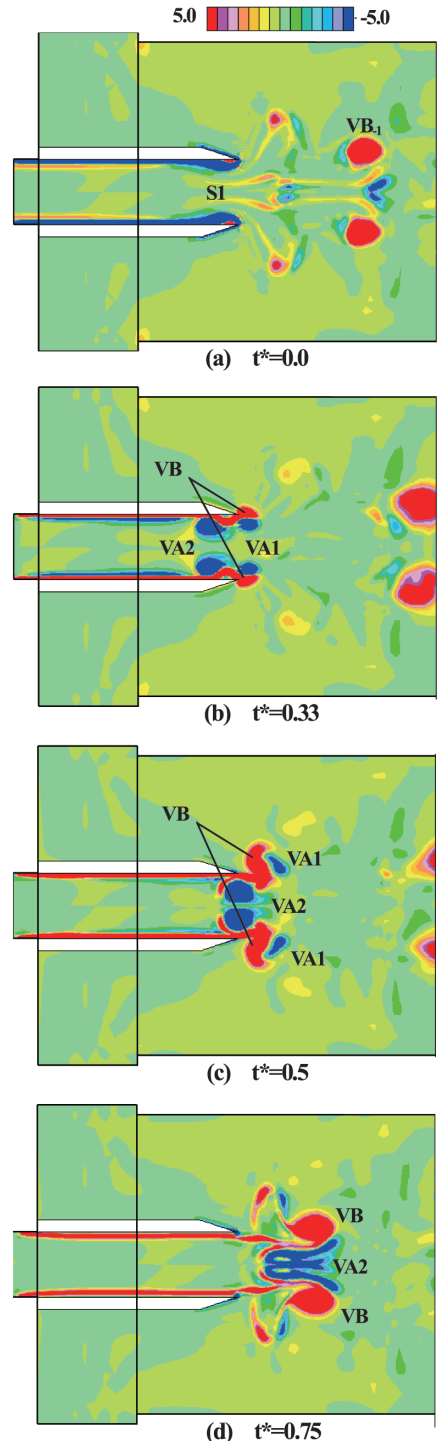 5.0 -5.0
VB-1
S1
(a) t*=0.0
VB
VA2 VA1
(b) t*=0.33
VB
VA1
VA2
VA1
(c) t*=0.5
VB
VA2
VB
(d) t*=0.75